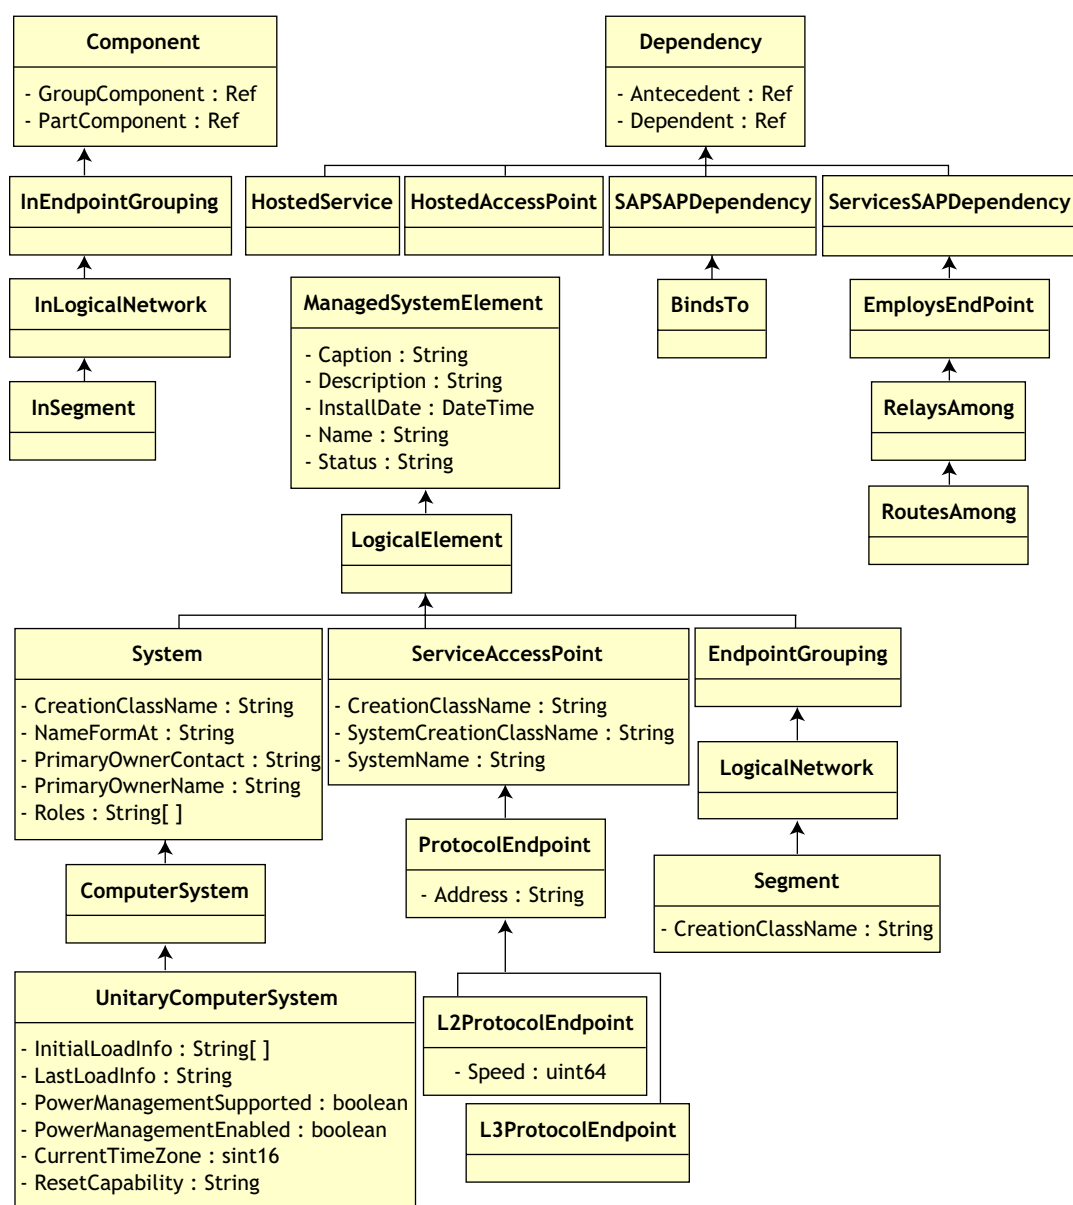 Component
- GroupComponent : Ref
- PartComponent : Ref
Dependency
- Antecedent : Ref
- Dependent : Ref
InEndpointGrouping
HostedService
HostedAccessPoint
SAPSAPDependency
ServicesSAPDependency
InLogicalNetwork
InSegment
ManagedSystemElement
- Caption : String
- Description : String
- InstallDate : DateTime
- Name : String
- Status : String
BindsTo
EmploysEndPoint
RelaysAmong
RoutesAmong
LogicalElement
System
- CreationClassName : String
- NameFormAt : String
- PrimaryOwnerContact : String
- PrimaryOwnerName : String
- Roles : String[ ]
ServiceAccessPoint
- CreationClassName : String
- SystemCreationClassName : String
- SystemName : String
EndpointGrouping
LogicalNetwork
Segment
- CreationClassName : String
ComputerSystem
ProtocolEndpoint
- Address : String
UnitaryComputerSystem
- InitialLoadInfo : String[ ]
- LastLoadInfo : String
- PowerManagementSupported : boolean
- PowerManagementEnabled : boolean
- CurrentTimeZone : sint16
- ResetCapability : String
L2ProtocolEndpoint
- Speed : uint64
L3ProtocolEndpoint